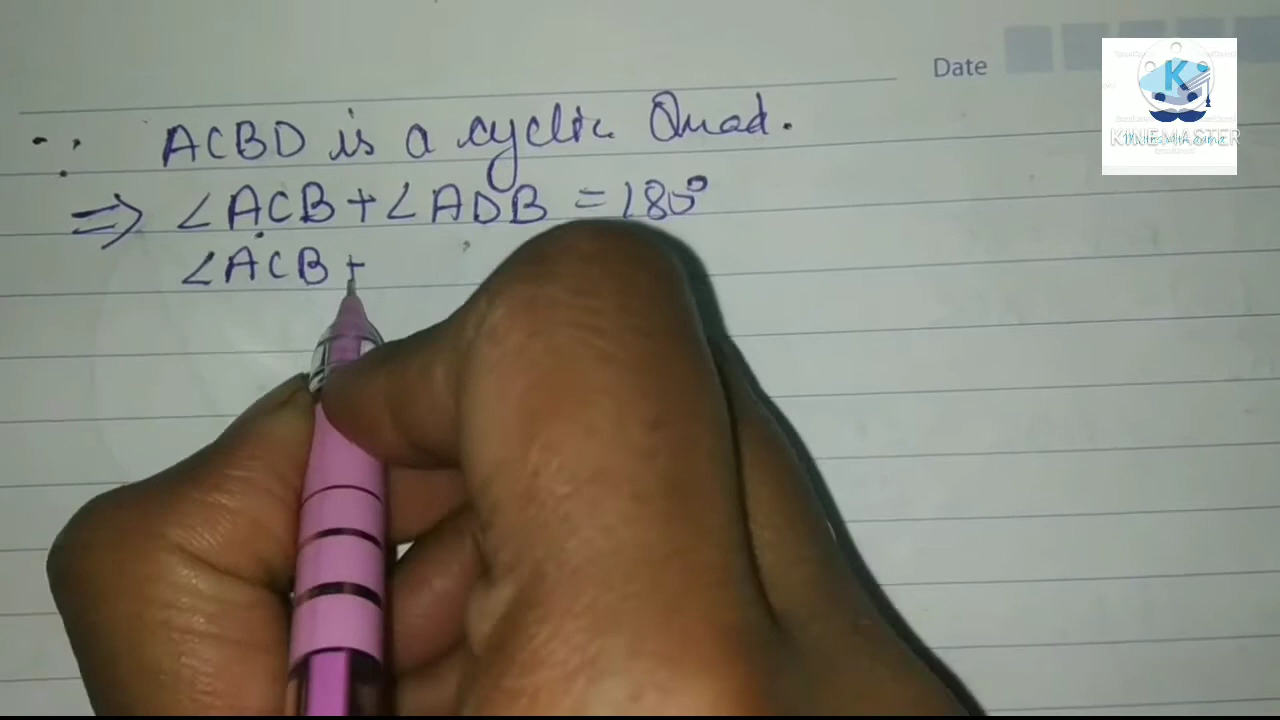 Date
∵ ACBD is a cyclic Quad.
⇒ ∠ACB + ∠ADB = 180°
∠ACB +
K
KINEMASTER